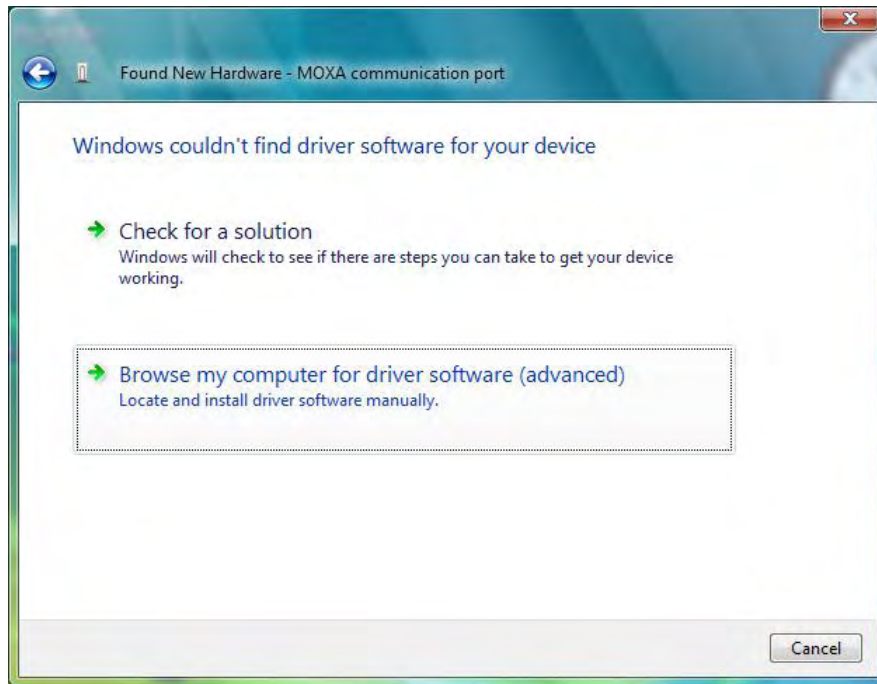 Found New Hardware - MOXA communication port
Windows couldn't find driver software for your device
Check for a solution
Windows will check to see if there are steps you can take to get your device
working.
Browse my computer for driver software (advanced)
Locate and install driver software manually.
Cancel